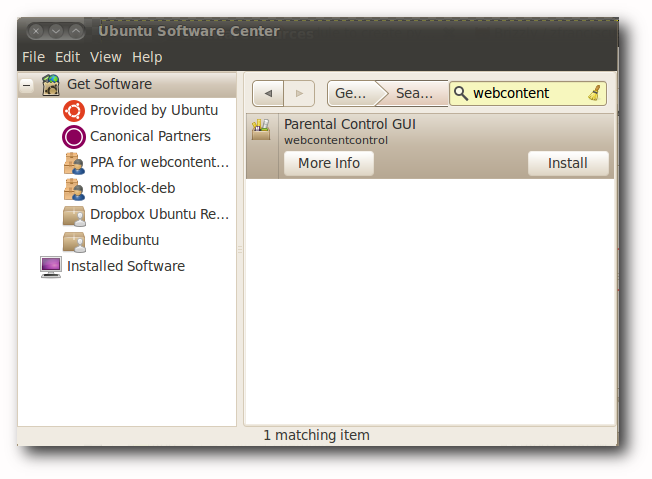 Ubuntu Software Center
File Edit View Help
Get Software
Provided by Ubuntu
Canonical Partners
PPA for webcontent...
moblock-deb
Dropbox Ubuntu Re...
Medibuntu
Installed Software
Ge... Sea... webcontent
Parental Control GUI
webcontentcontrol
More Info Install
1 matching item